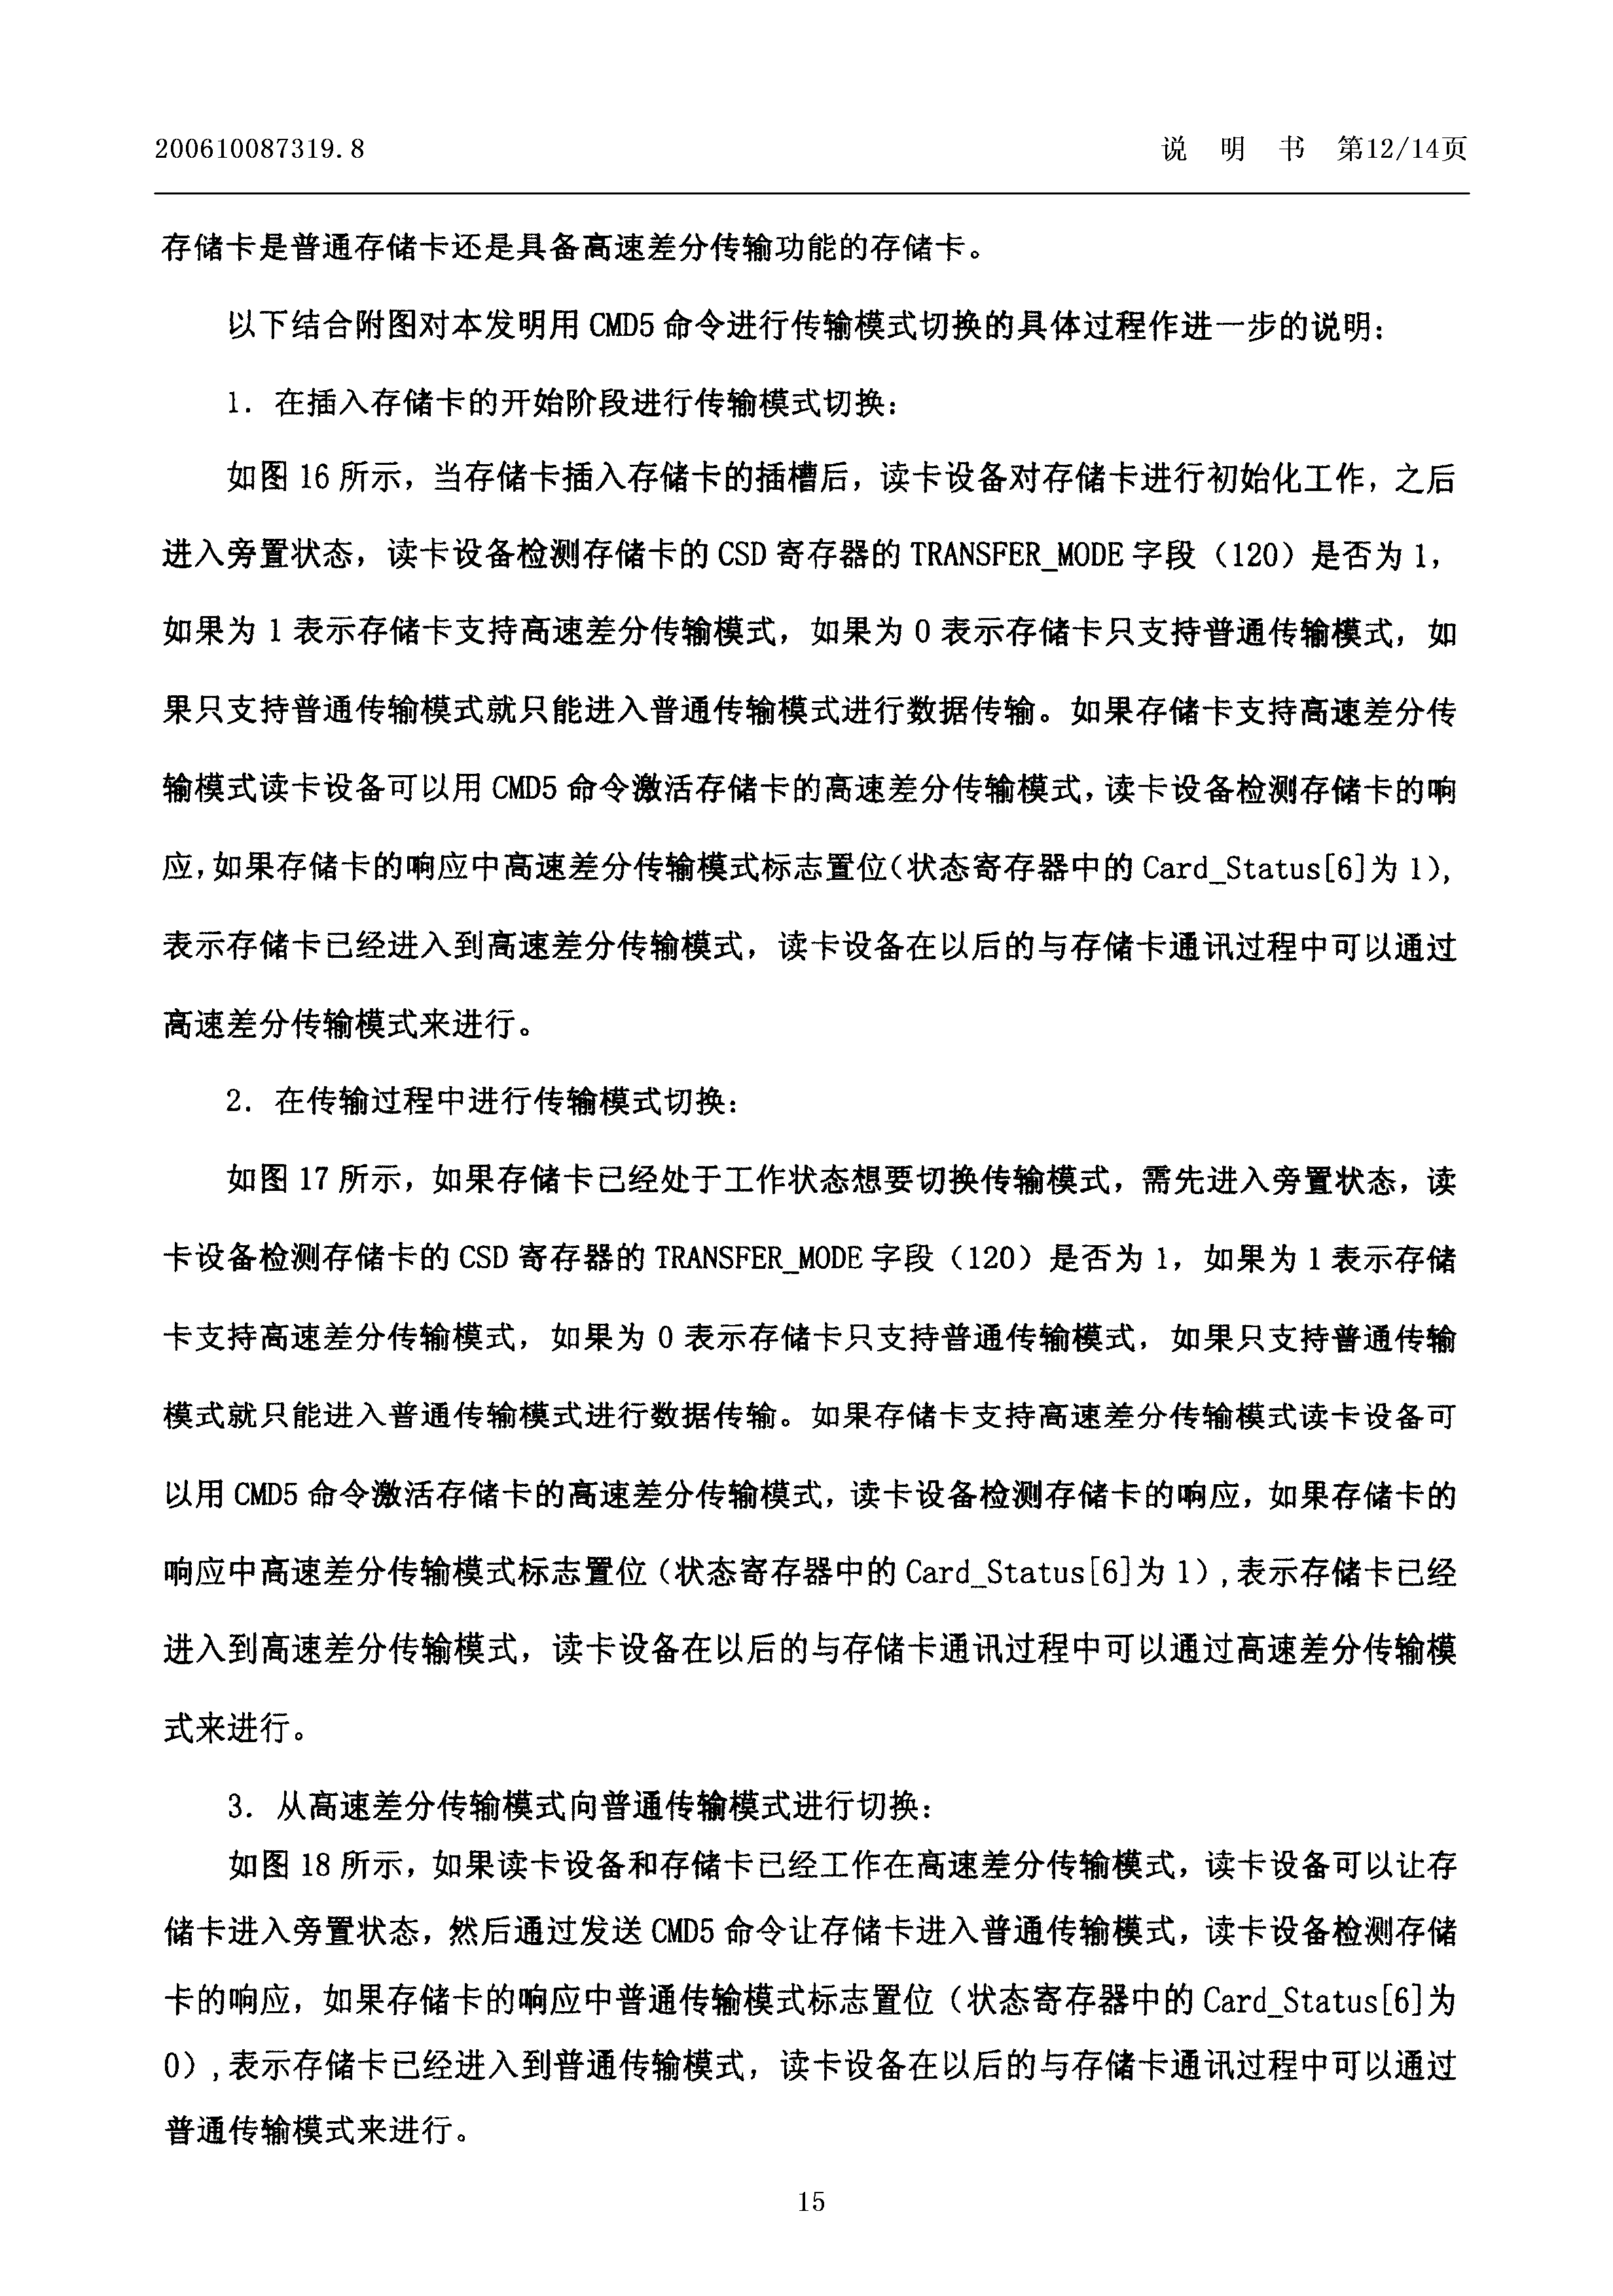 200610087319.8 说 明 书 第12/14页
存储卡是普通存储卡还是具备高速差分传输功能的存储卡。
以下结合附图对本发明用 CMD5 命令进行传输模式切换的具体过程作进一步的说明：
1. 在插入存储卡的开始阶段进行传输模式切换：
如图 16 所示，当存储卡插入存储卡的插槽后，读卡设备对存储卡进行初始化工作，之后
进入旁置状态，读卡设备检测存储卡的 CSD 寄存器的 TRANSFER_MODE 字段（120）是否为 1，
如果为 1 表示存储卡支持高速差分传输模式，如果为 0 表示存储卡只支持普通传输模式，如
果只支持普通传输模式就只能进入普通传输模式进行数据传输。如果存储卡支持高速差分传
输模式读卡设备可以用 CMD5 命令激活存储卡的高速差分传输模式，读卡设备检测存储卡的响
应，如果存储卡的响应中高速差分传输模式标志置位（状态寄存器中的 Card_Status[6]为 1），
表示存储卡已经进入到高速差分传输模式，读卡设备在以后的与存储卡通讯过程中可以通过
高速差分传输模式来进行。
2. 在传输过程中进行传输模式切换：
如图 17 所示，如果存储卡已经处于工作状态想要切换传输模式，需先进入旁置状态，读
卡设备检测存储卡的 CSD 寄存器的 TRANSFER_MODE 字段（120）是否为 1，如果为 1 表示存储
卡支持高速差分传输模式，如果为 0 表示存储卡只支持普通传输模式，如果只支持普通传输
模式就只能进入普通传输模式进行数据传输。如果存储卡支持高速差分传输模式读卡设备可
以用 CMD5 命令激活存储卡的高速差分传输模式，读卡设备检测存储卡的响应，如果存储卡的
响应中高速差分传输模式标志置位（状态寄存器中的 Card_Status[6]为 1）,表示存储卡已经
进入到高速差分传输模式，读卡设备在以后的与存储卡通讯过程中可以通过高速差分传输模
式来进行。
3. 从高速差分传输模式向普通传输模式进行切换：
如图 18 所示，如果读卡设备和存储卡已经工作在高速差分传输模式，读卡设备可以让存
储卡进入旁置状态，然后通过发送 CMD5 命令让存储卡进入普通传输模式，读卡设备检测存储
卡的响应，如果存储卡的响应中普通传输模式标志置位（状态寄存器中的 Card_Status[6]为
0）,表示存储卡已经进入到普通传输模式，读卡设备在以后的与存储卡通讯过程中可以通过
普通传输模式来进行。
15